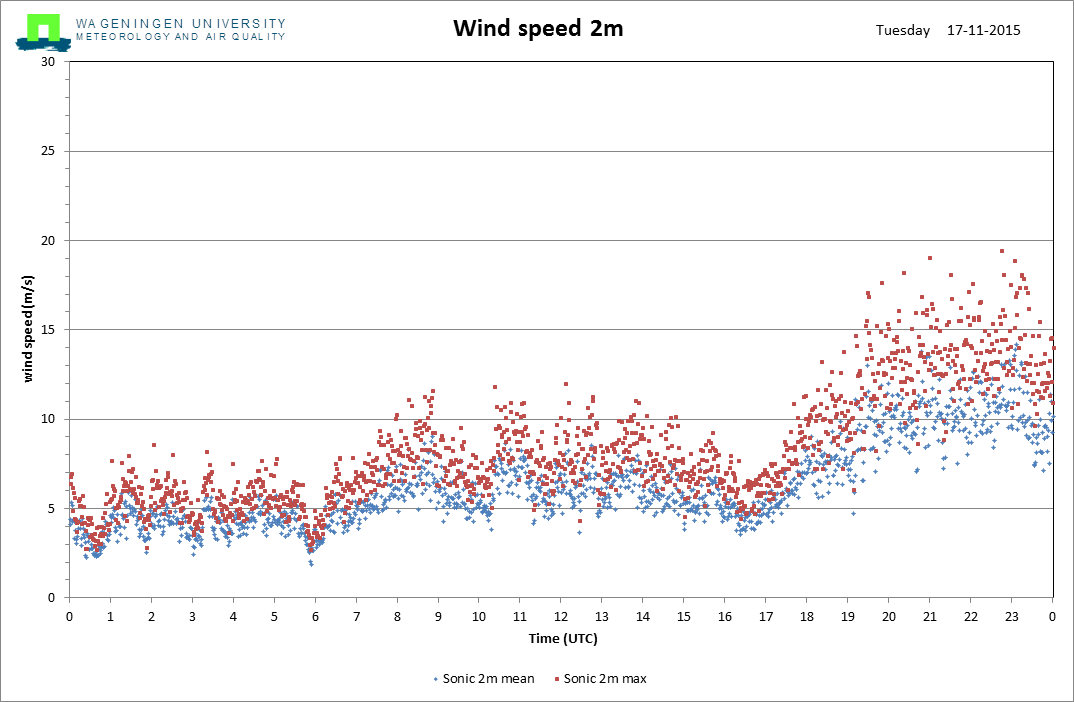 WAGENINGEN UNIVERSITY
METEOROLOGY AND AIR QUALITY
Wind speed 2m
Tuesday 17-11-2015
30
25
20
15
10
5
0
wind speed (m/s)
0 1 2 3 4 5 6 7 8 9 10 11 12 13 14 15 16 17 18 19 20 21 22 23 0
Time (UTC)
Sonic 2m mean Sonic 2m max